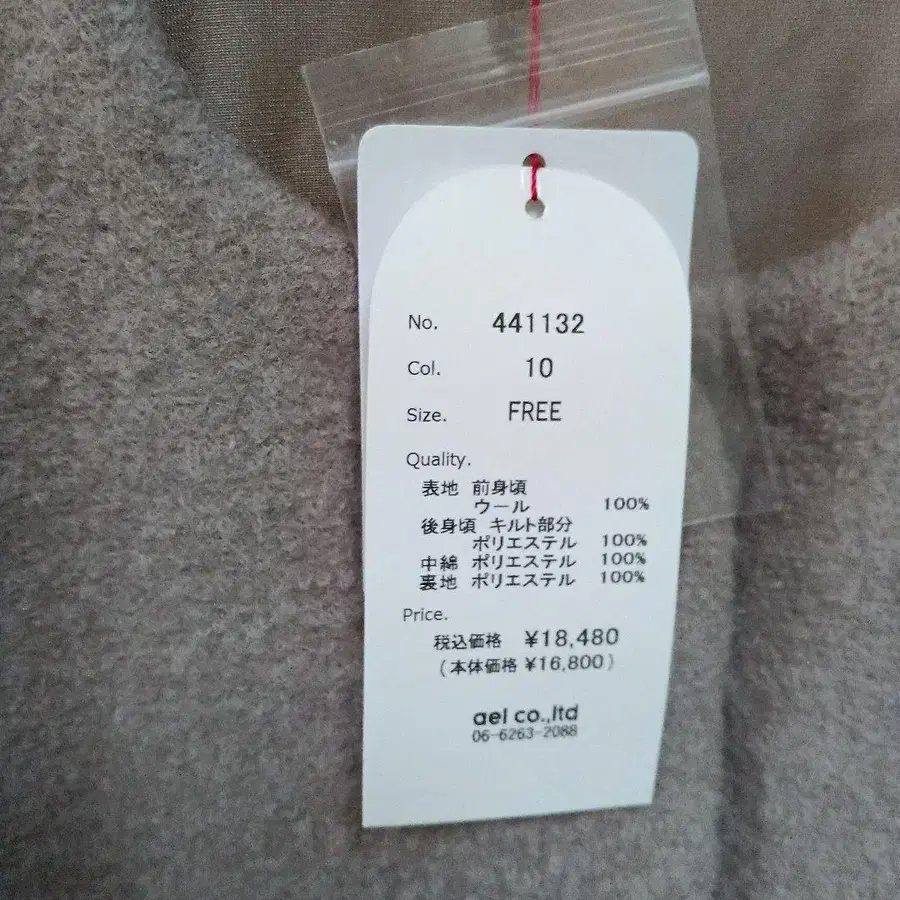 No. 441132
Col. 10
Size. FREE
Quality.
表地 前身頃
ウール 100%
後身頃 キルト部分
ポリエステル 100%
中綿 ポリエステル 100%
裏地 ポリエステル 100%
Price.
税込価格 ¥18,480
(本体価格 ¥16,800)
ael co.,ltd
06-6263-2088